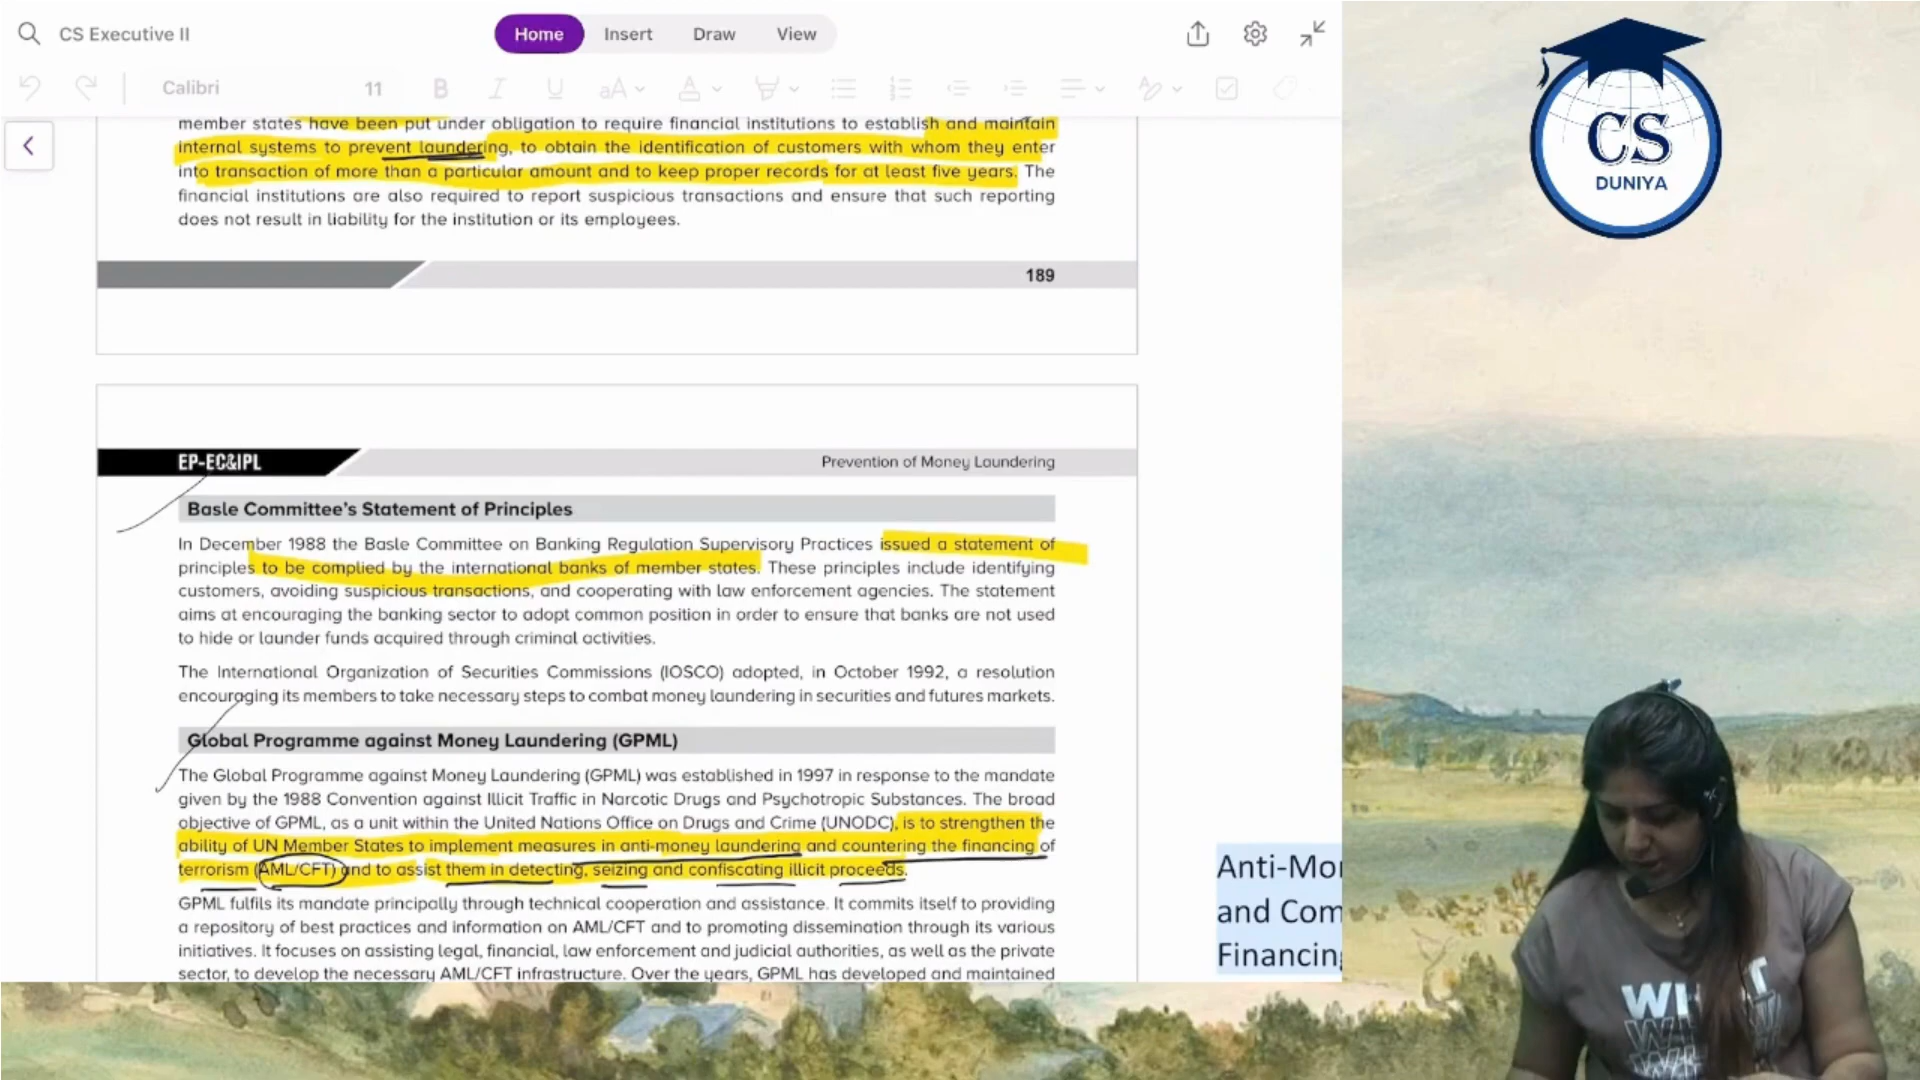 CS Executive II
Home
Insert
Draw
View
Calibri
11
member states have been put under obligation to require financial institutions to establish and maintain
internal systems to prevent laundering, to obtain the identification of customers with whom they enter
into transaction of more than a particular amount and to keep proper records for at least five years. The
financial institutions are also required to report suspicious transactions and ensure that such reporting
does not result in liability for the institution or its employees.
189
EP-EC&IPL
Prevention of Money Laundering
Basle Committee's Statement of Principles
In December 1988 the Basle Committee on Banking Regulation Supervisory Practices issued a statement of
principles to be complied by the international banks of member states. These principles include identifying
customers, avoiding suspicious transactions, and cooperating with law enforcement agencies. The statement
aims at encouraging the banking sector to adopt common position in order to ensure that banks are not used
to hide or launder funds acquired through criminal activities.
The International Organization of Securities Commissions (IOSCO) adopted, in October 1992, a resolution
encouraging its members to take necessary steps to combat money laundering in securities and futures markets.
Global Programme against Money Laundering (GPML)
The Global Programme against Money Laundering (GPML) was established in 1997 in response to the mandate
given by the 1988 Convention against Illicit Traffic in Narcotic Drugs and Psychotropic Substances. The broad
objective of GPML, as a unit within the United Nations Office on Drugs and Crime (UNODC), is to strengthen the
ability of UN Member States to implement measures in anti-money laundering and countering the financing of
terrorism (AML/CFT) and to assist them in detecting, seizing and confiscating illicit proceeds.
GPML fulfils its mandate principally through technical cooperation and assistance. It commits itself to providing
a repository of best practices and information on AML/CFT and to promoting dissemination through its various
initiatives. It focuses on assisting legal, financial, law enforcement and judicial authorities, as well as the private
sector, to develop the necessary AML/CFT infrastructure. Over the years, GPML has developed and maintained
Anti-Mon
and Com
Financing
CS
DUNIYA